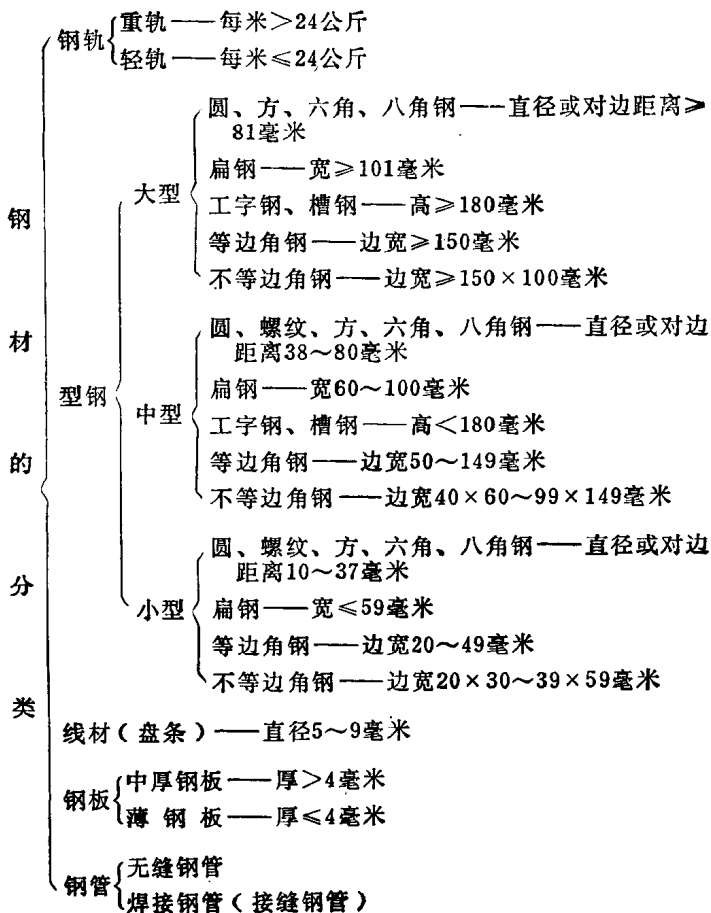 钢材的分类
钢轨
重轨——每米>24公斤
轻轨——每米≤24公斤
型钢
大型
圆、方、六角、八角钢——直径或对边距离≥
81毫米
扁钢——宽≥101毫米
工字钢、槽钢——高≥180毫米
等边角钢——边宽≥150毫米
不等边角钢——边宽≥150×100毫米
中型
圆、螺纹、方、六角、八角钢——直径或对边
距离38～80毫米
扁钢——宽60～100毫米
工字钢、槽钢——高<180毫米
等边角钢——边宽50～149毫米
不等边角钢——边宽40×60～99×149毫米
小型
圆、螺纹、方、六角、八角钢——直径或对边
距离10～37毫米
扁钢——宽≤59毫米
等边角钢——边宽20～49毫米
不等边角钢——边宽20×30～39×59毫米
线材（盘条）——直径5～9毫米
钢板
中厚钢板——厚>4毫米
薄钢板——厚≤4毫米
钢管
无缝钢管
焊接钢管（接缝钢管）